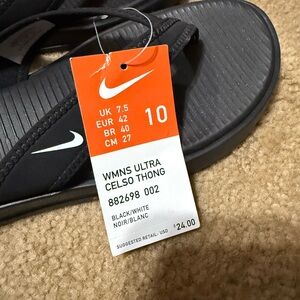 UK 7.5
EUR 42
BR 40
CM 27
10
WMNS ULTRA
CELSO THONG
882698 002
BLACK/WHITE
NOIR/BLANC
SUGGESTED RETAIL, USD $24.00